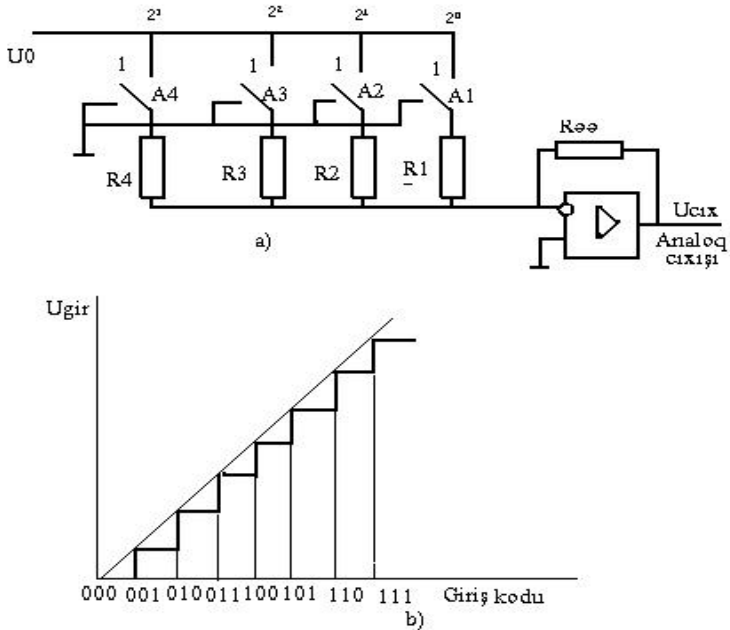 2³ 2² 2¹ 2⁰
U0
1 1 1 1
A4 A3 A2 A1
Rəə
R4 R3 R2 R1
Ucıx
a)
Analoq
cıxışı
Ugir
000 001 010 011 100 101 110 111 Giriş kodu
b)